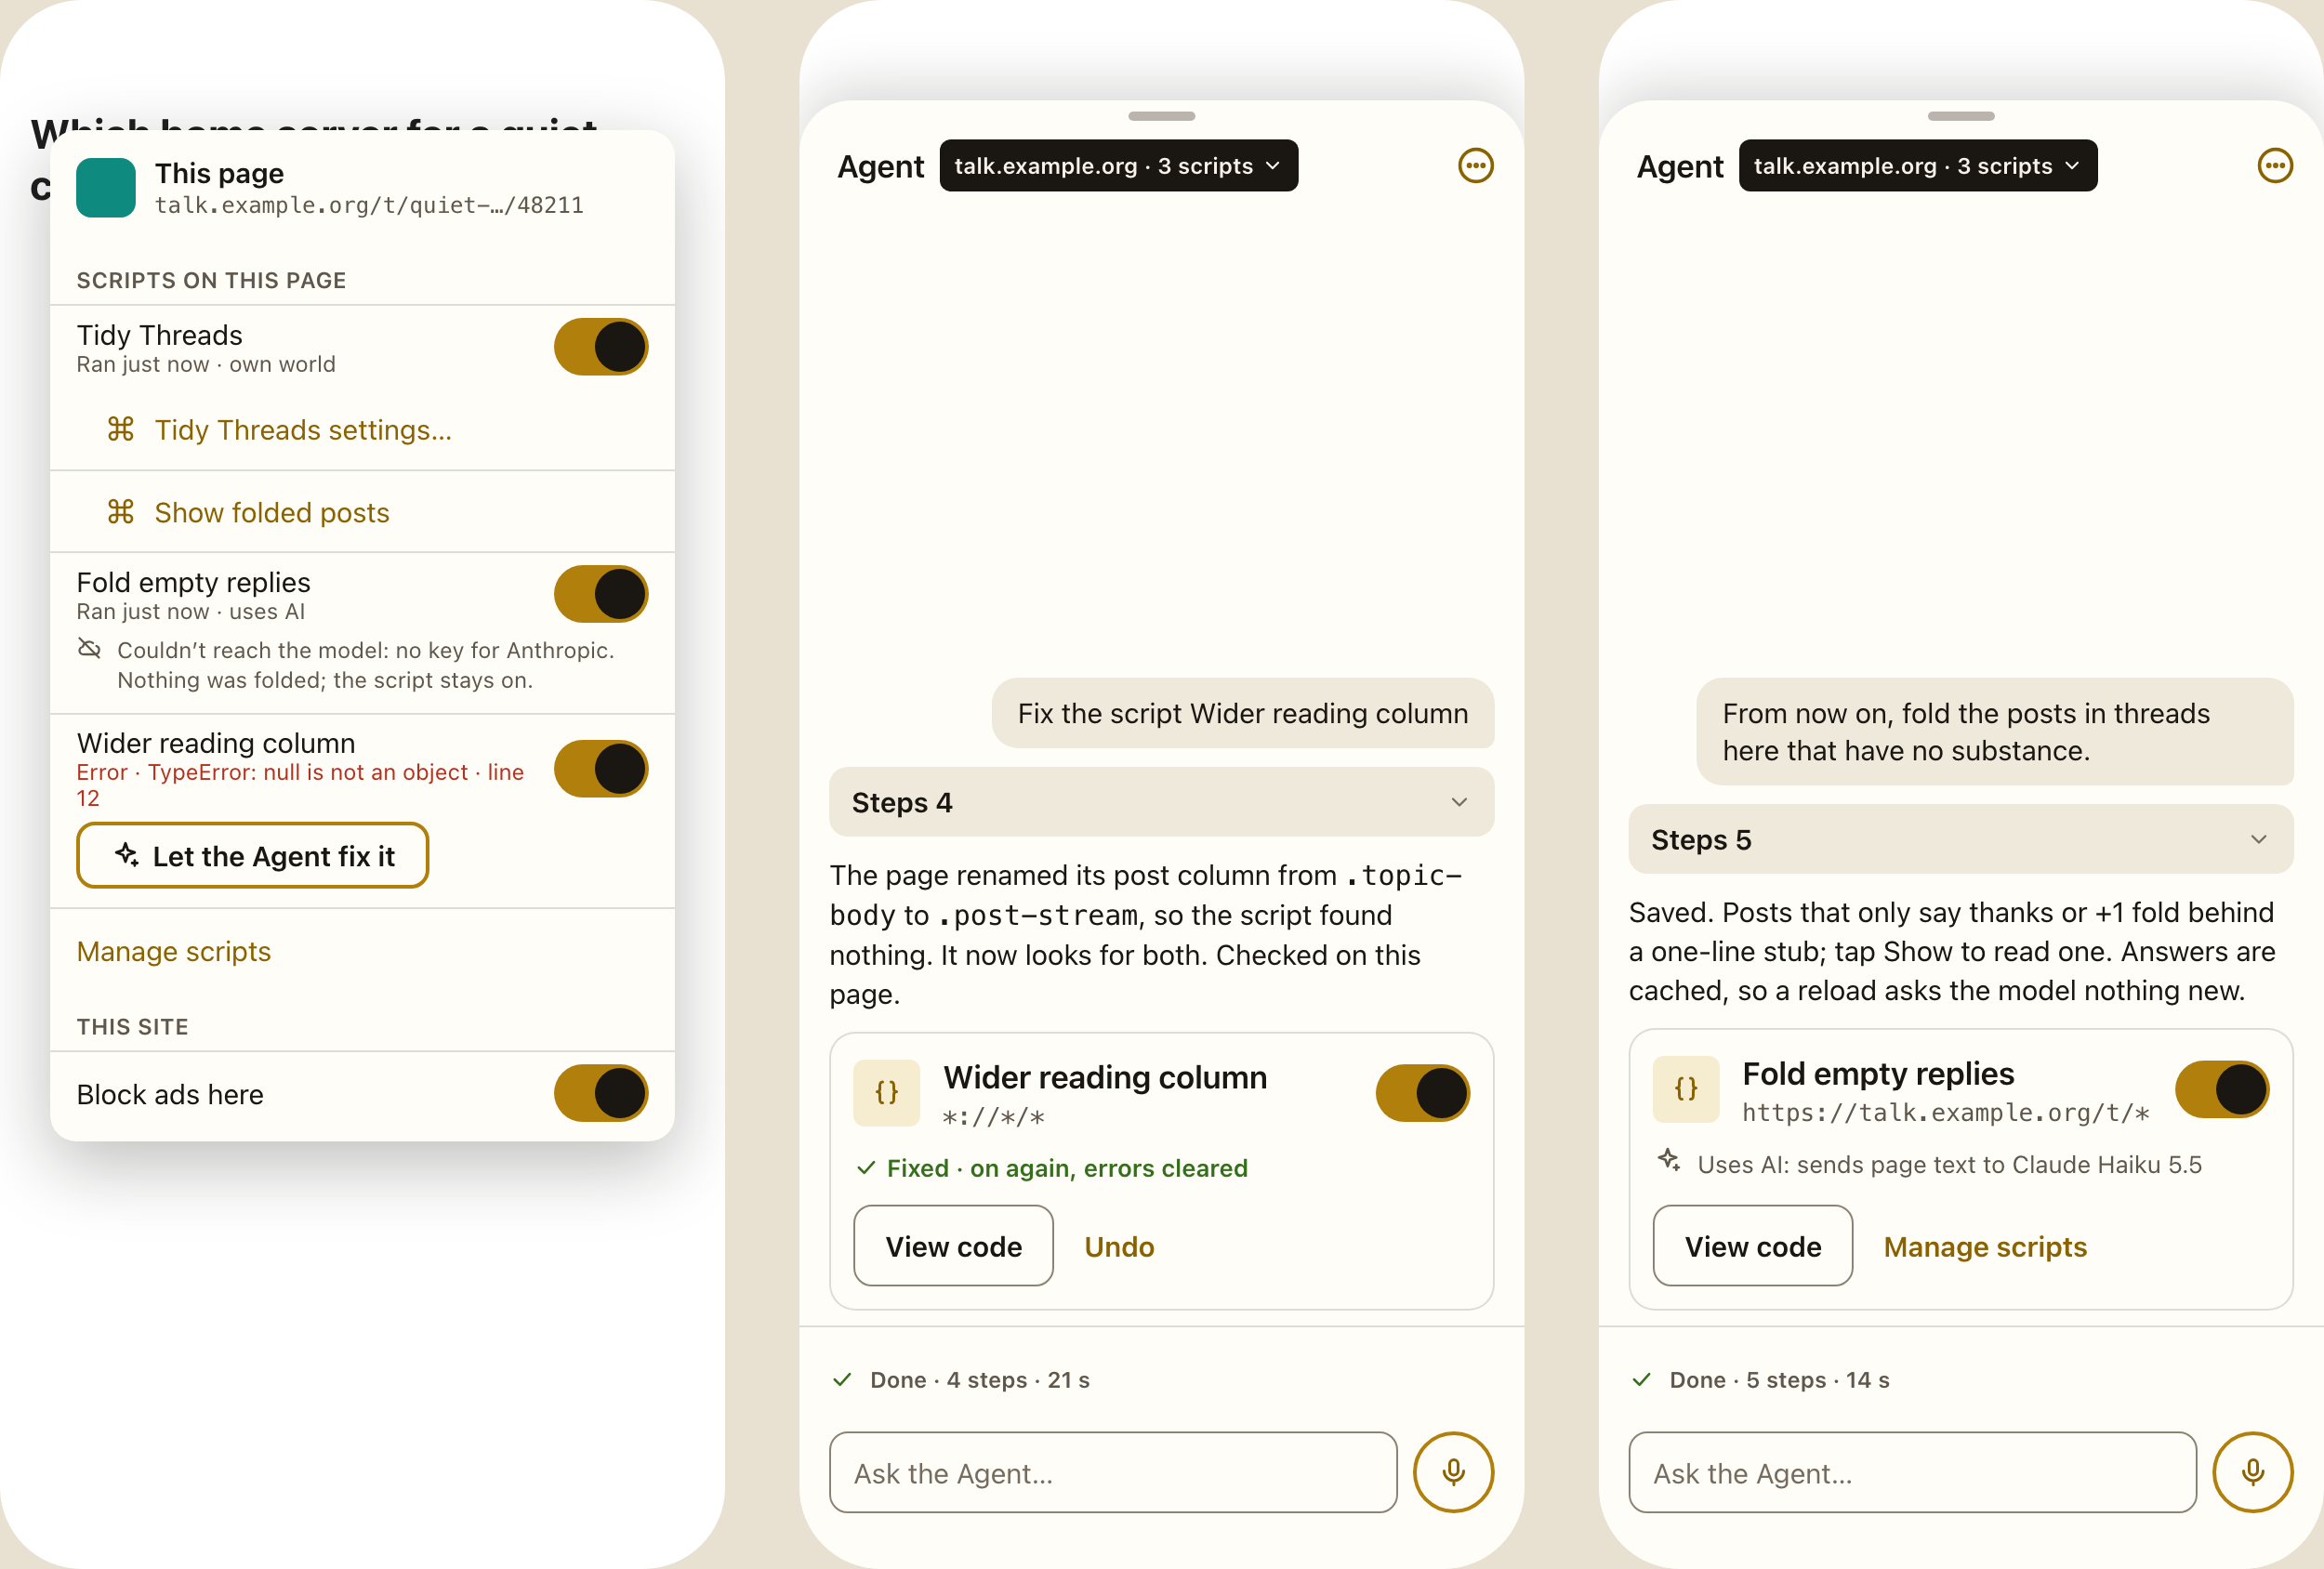 Which home server for a quiet
c
This page
talk.example.org/t/quiet-…/48211
SCRIPTS ON THIS PAGE
Tidy Threads
Ran just now · own world
⌘ Tidy Threads settings…
⌘ Show folded posts
Fold empty replies
Ran just now · uses AI
Couldn’t reach the model: no key for Anthropic.
Nothing was folded; the script stays on.
Wider reading column
Error · TypeError: null is not an object · line
12
Let the Agent fix it
Manage scripts
THIS SITE
Block ads here
Agent
talk.example.org · 3 scripts
Fix the script Wider reading column
Steps 4
The page renamed its post column from .topic-
body to .post-stream, so the script found
nothing. It now looks for both. Checked on this
page.
{} Wider reading column
*://*/*
Fixed · on again, errors cleared
View code
Undo
Done · 4 steps · 21 s
Ask the Agent…
Agent
talk.example.org · 3 scripts
From now on, fold the posts in threads
here that have no substance.
Steps 5
Saved. Posts that only say thanks or +1 fold behind
a one-line stub; tap Show to read one. Answers are
cached, so a reload asks the model nothing new.
{} Fold empty replies
https://talk.example.org/t/*
Uses AI: sends page text to Claude Haiku 5.5
View code
Manage scripts
Done · 5 steps · 14 s
Ask the Agent…